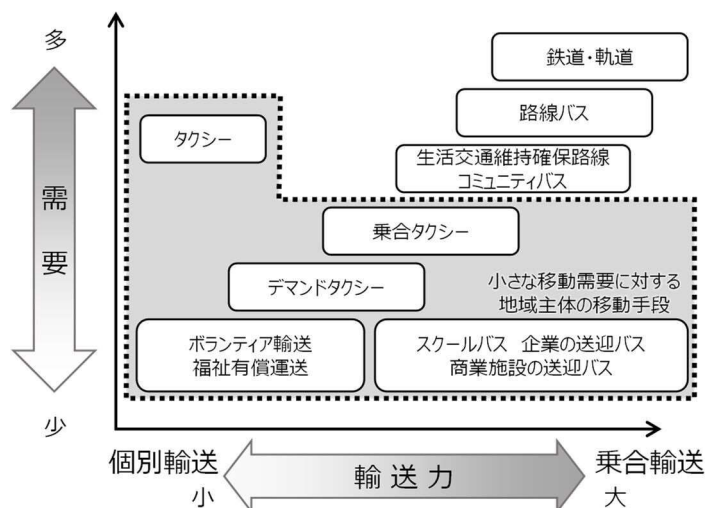 多
鉄道・軌道
路線バス
タクシー
生活交通維持確保路線
コミュニティバス
需要
乗合タクシー
デマンドタクシー
小さな移動需要に対する
地域主体の移動手段
ボランティア輸送
福祉有償運送
スクールバス 企業の送迎バス
商業施設の送迎バス
少
個別輸送
輸送力
乗合輸送
小
大